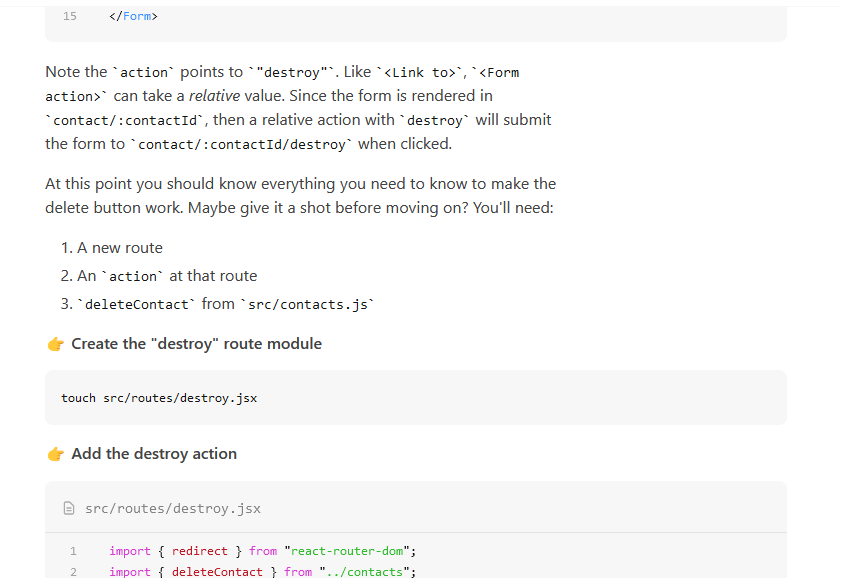 15 </Form>
Note the `action` points to `"destroy"`. Like `<Link to>`, `<Form
action>` can take a relative value. Since the form is rendered in
`contact/:contactId`, then a relative action with `destroy` will submit
the form to `contact/:contactId/destroy` when clicked.
At this point you should know everything you need to know to make the
delete button work. Maybe give it a shot before moving on? You'll need:
1. A new route
2. An `action` at that route
3. `deleteContact` from `src/contacts.js`
👉 Create the "destroy" route module
touch src/routes/destroy.jsx
👉 Add the destroy action
src/routes/destroy.jsx
1 import { redirect } from "react-router-dom";
2 import { deleteContact } from "../contacts";